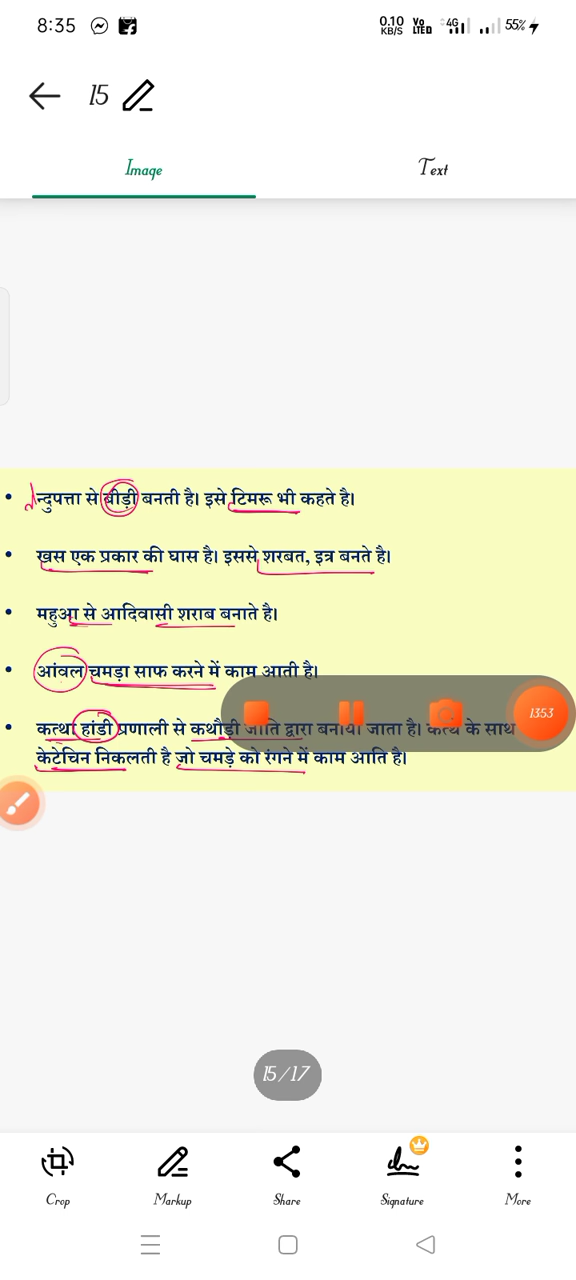 8:35 0.10 KB/S VoLTED 4G 55%
15
Image Text
न्दुपत्ता से बीड़ी बनती है। इसे टिमरू भी कहते है।
खस एक प्रकार की घास है। इससे शरबत, इत्र बनते है।
महुआ से आदिवासी शराब बनाते है।
आंवल चमड़ा साफ करने में काम आती है।
कत्था हांडी प्रणाली से कथौड़ी जाति द्वारा बनाया जाता है। कत्थे के साथ
केटेचिन निकलती है जो चमड़े को रंगने में काम आति है।
1353
15/17
Crop Markup Share Signature More